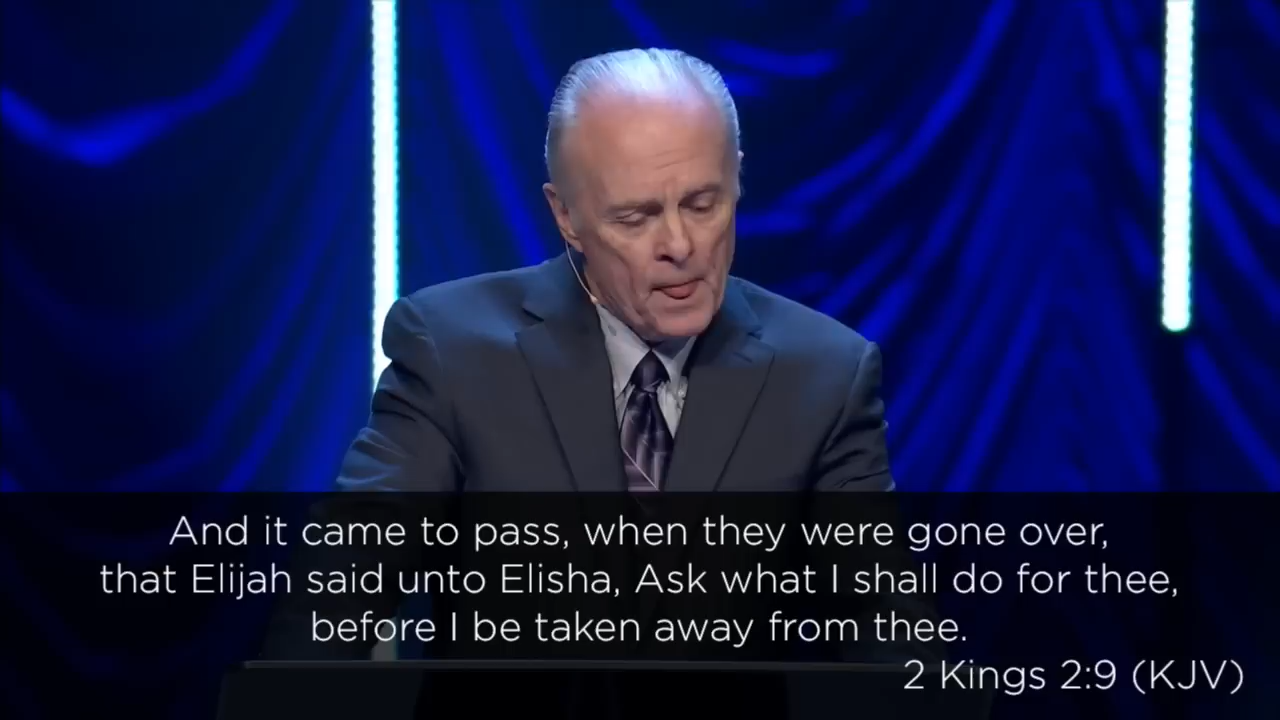 And it came to pass, when they were gone over,
that Elijah said unto Elisha, Ask what I shall do for thee,
before I be taken away from thee.
2 Kings 2:9 (KJV)